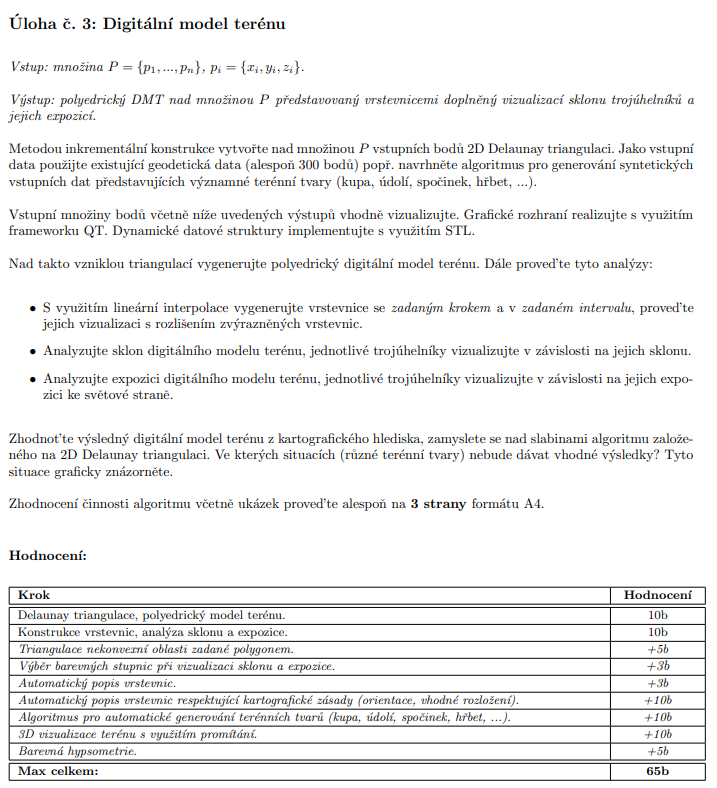 Úloha č. 3: Digitální model terénu
Vstup: množina P = {p1, ..., pn}, pi = {xi, yi, zi}.
Výstup: polyedrický DMT nad množinou P představovaný vrstevnicemi doplněný vizualizací sklonu trojúhelníků a
jejich expozicí.
Metodou inkrementální konstrukce vytvořte nad množinou P vstupních bodů 2D Delaunay triangulaci. Jako vstupní
data použijte existující geodetická data (alespoň 300 bodů) popř. navrhněte algoritmus pro generování syntetických
vstupních dat představujících významné terénní tvary (kupa, údolí, spočinek, hřbet, ...).
Vstupní množiny bodů včetně níže uvedených výstupů vhodně vizualizujte. Grafické rozhraní realizujte s využitím
frameworku QT. Dynamické datové struktury implementujte s využitím STL.
Nad takto vzniklou triangulací vygenerujte polyedrický digitální model terénu. Dále proveďte tyto analýzy:
• S využitím lineární interpolace vygenerujte vrstevnice se zadaným krokem a v zadaném intervalu, proveďte
jejich vizualizaci s rozlišením zvýrazněných vrstevnic.
• Analyzujte sklon digitálního modelu terénu, jednotlivé trojúhelníky vizualizujte v závislosti na jejich sklonu.
• Analyzujte expozici digitálního modelu terénu, jednotlivé trojúhelníky vizualizujte v závislosti na jejich expo-
zici ke světové straně.
Zhodnoťte výsledný digitální model terénu z kartografického hlediska, zamyslete se nad slabinami algoritmu založe-
ného na 2D Delaunay triangulaci. Ve kterých situacích (různé terénní tvary) nebude dávat vhodné výsledky? Tyto
situace graficky znázorněte.
Zhodnocení činnosti algoritmu včetně ukázek proveďte alespoň na 3 strany formátu A4.
Hodnocení:
Krok Hodnocení
Delaunay triangulace, polyedrický model terénu. 10b
Konstrukce vrstevnic, analýza sklonu a expozice. 10b
Triangulace nekonvexní oblasti zadané polygonem. +5b
Výběr barevných stupnic při vizualizaci sklonu a expozice. +3b
Automatický popis vrstevnic. +3b
Automatický popis vrstevnic respektující kartografické zásady (orientace, vhodné rozložení). +10b
Algoritmus pro automatické generování terénních tvarů (kupa, údolí, spočinek, hřbet, ...). +10b
3D vizualizace terénu s využitím promítání. +10b
Barevná hypsometrie. +5b
Max celkem: 65b